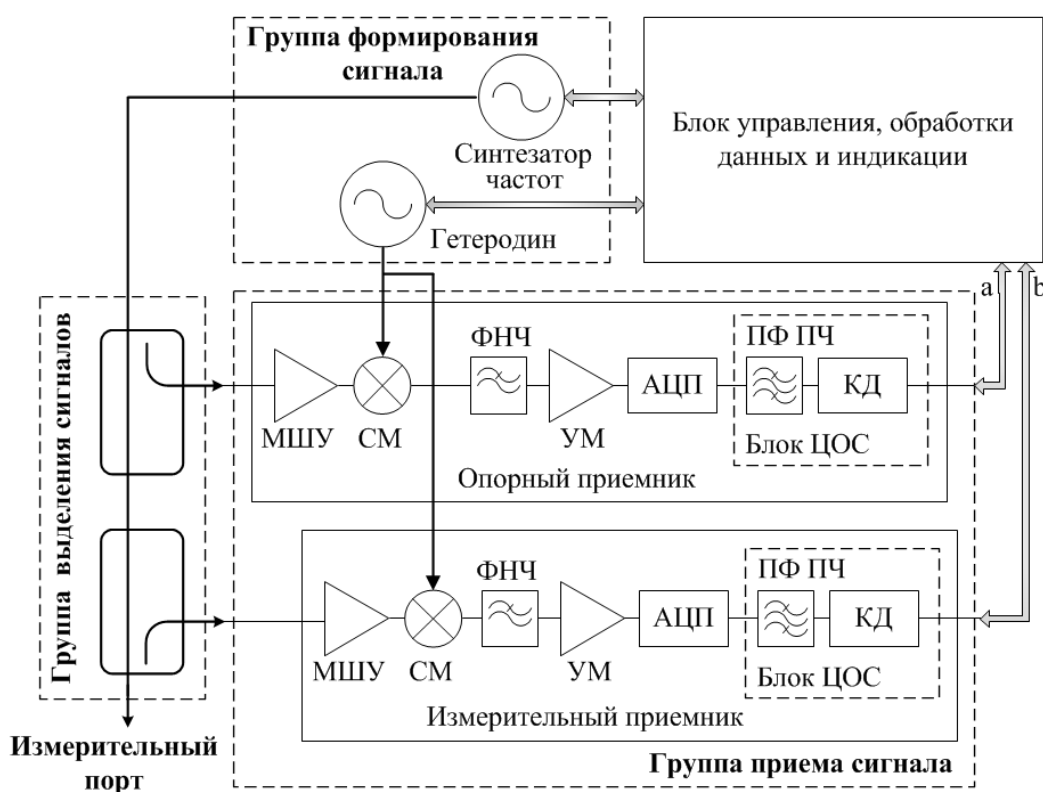 Группа формирования
сигнала
Синтезатор
частот
Гетеродин
Блок управления, обработки
данных и индикации
a
b
Группа выделения сигналов
МШУ
СМ
ФНЧ
УМ
АЦП
ПФ ПЧ
КД
Блок ЦОС
Опорный приемник
МШУ
СМ
ФНЧ
УМ
АЦП
ПФ ПЧ
КД
Блок ЦОС
Измерительный приемник
Группа приема сигнала
Измерительный
порт